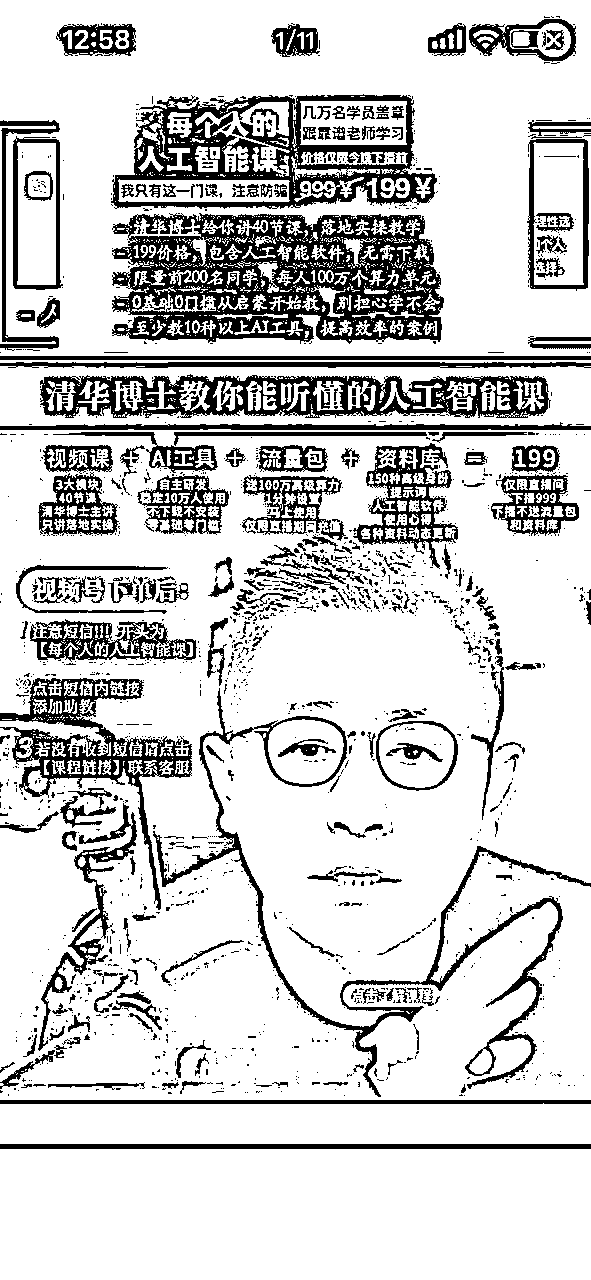 12:58
1/11
每个人的
人工智能课
几万名学员盖章
跟靠谱老师学习
价格仅限今晚下播前
我只有这一门课，注意防骗
999¥ 199¥
清华博士给你讲40节课，落地实操教学
199价格，包含人工智能软件，无需下载
限量前200名同学，每人100万个算力单元
0基础0门槛从启蒙开始教，别担心学不会
至少教10种以上AI工具，提高效率的案例
清华博士教你能听懂的人工智能课
视频课 + AI工具 + 流量包 + 资料库 = 199
3大模块
40节课
清华博士主讲
只讲落地实操
自主研发
稳定10万人使用
不下载不安装
零基础零门槛
送100万高级算力
1分钟设置
马上使用
仅限直播期间充值
150种高级身份
提示词
人工智能软件
使用心得
各种资料动态更新
仅限直播间
下播999
下播不送流量包
和资料库
视频号下单后：
1 注意短信!!! 开头为
【每个人的人工智能课】
2 点击短信内链接
添加助教
3 若没有收到短信请点击
【课程链接】联系客服
点击了解课程